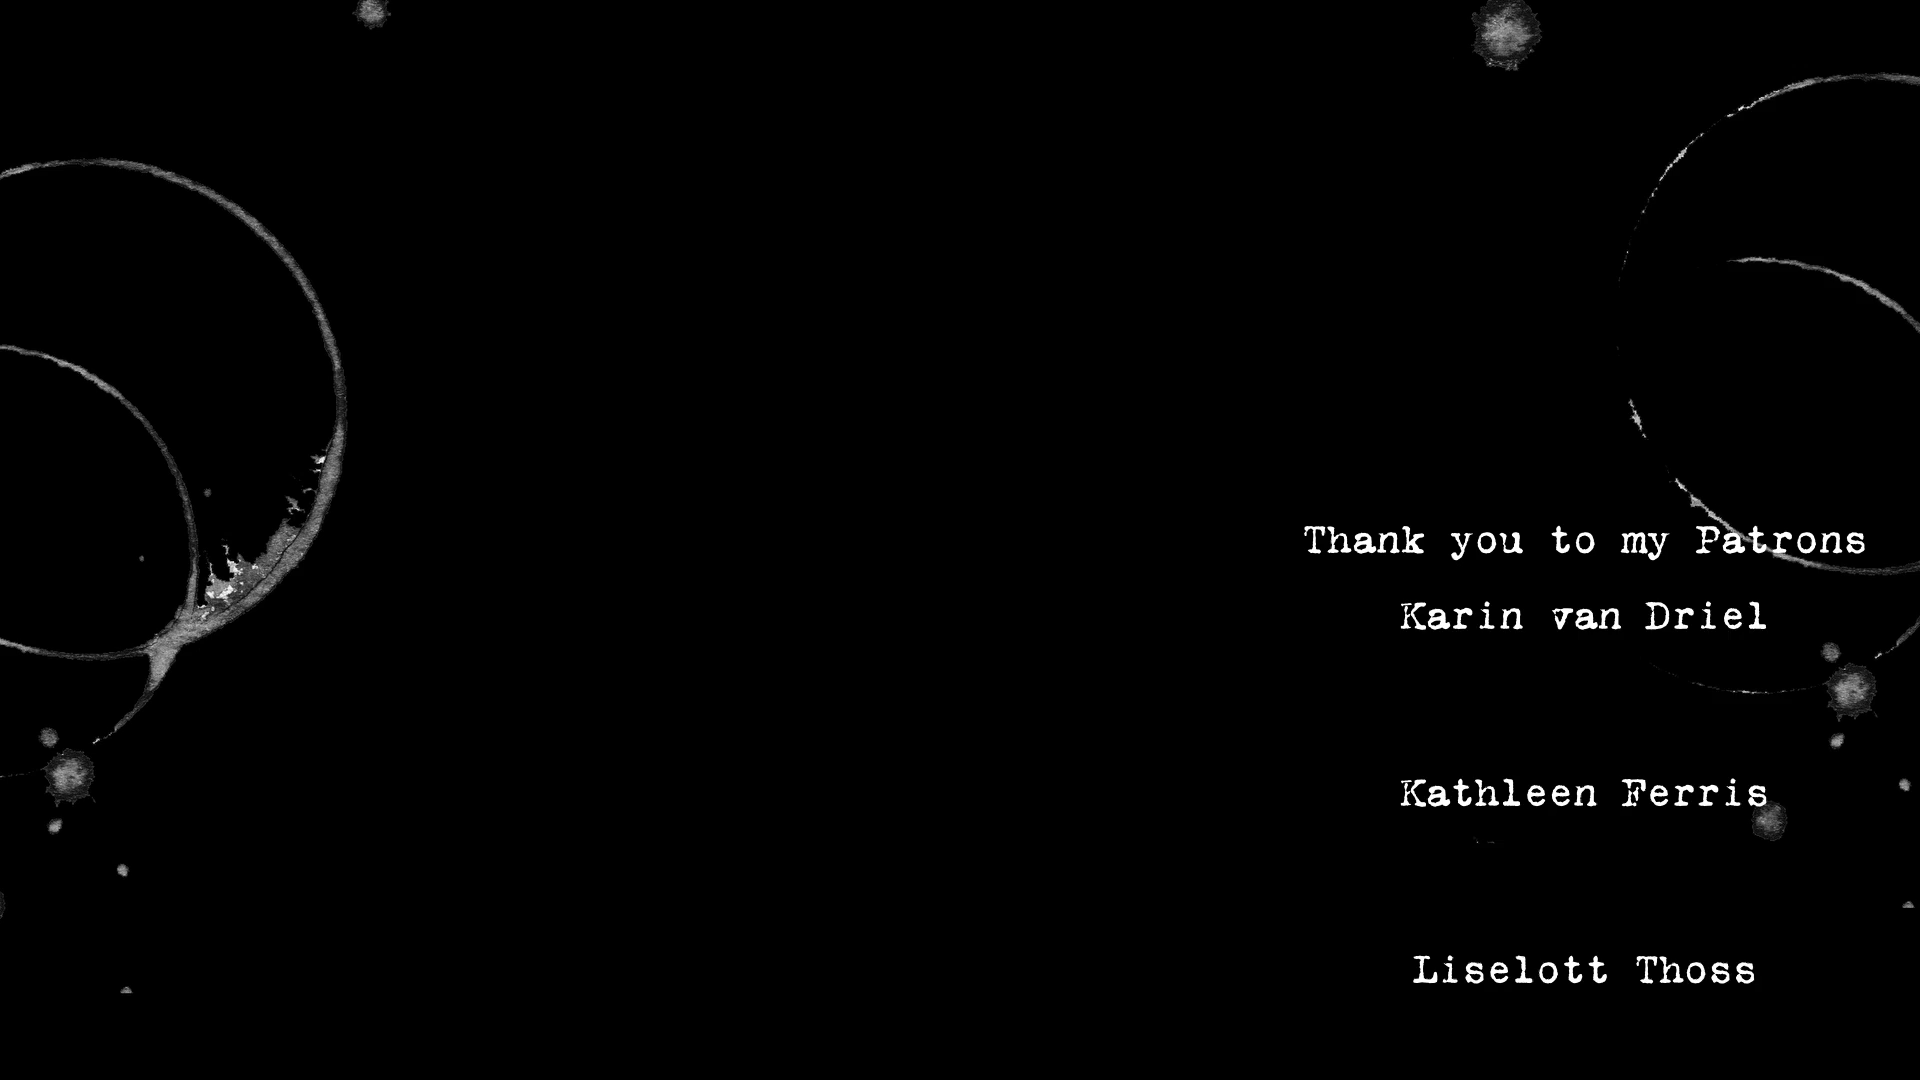 Thank you to my Patrons
Karin van Driel
Kathleen Ferris
Liselott Thoss